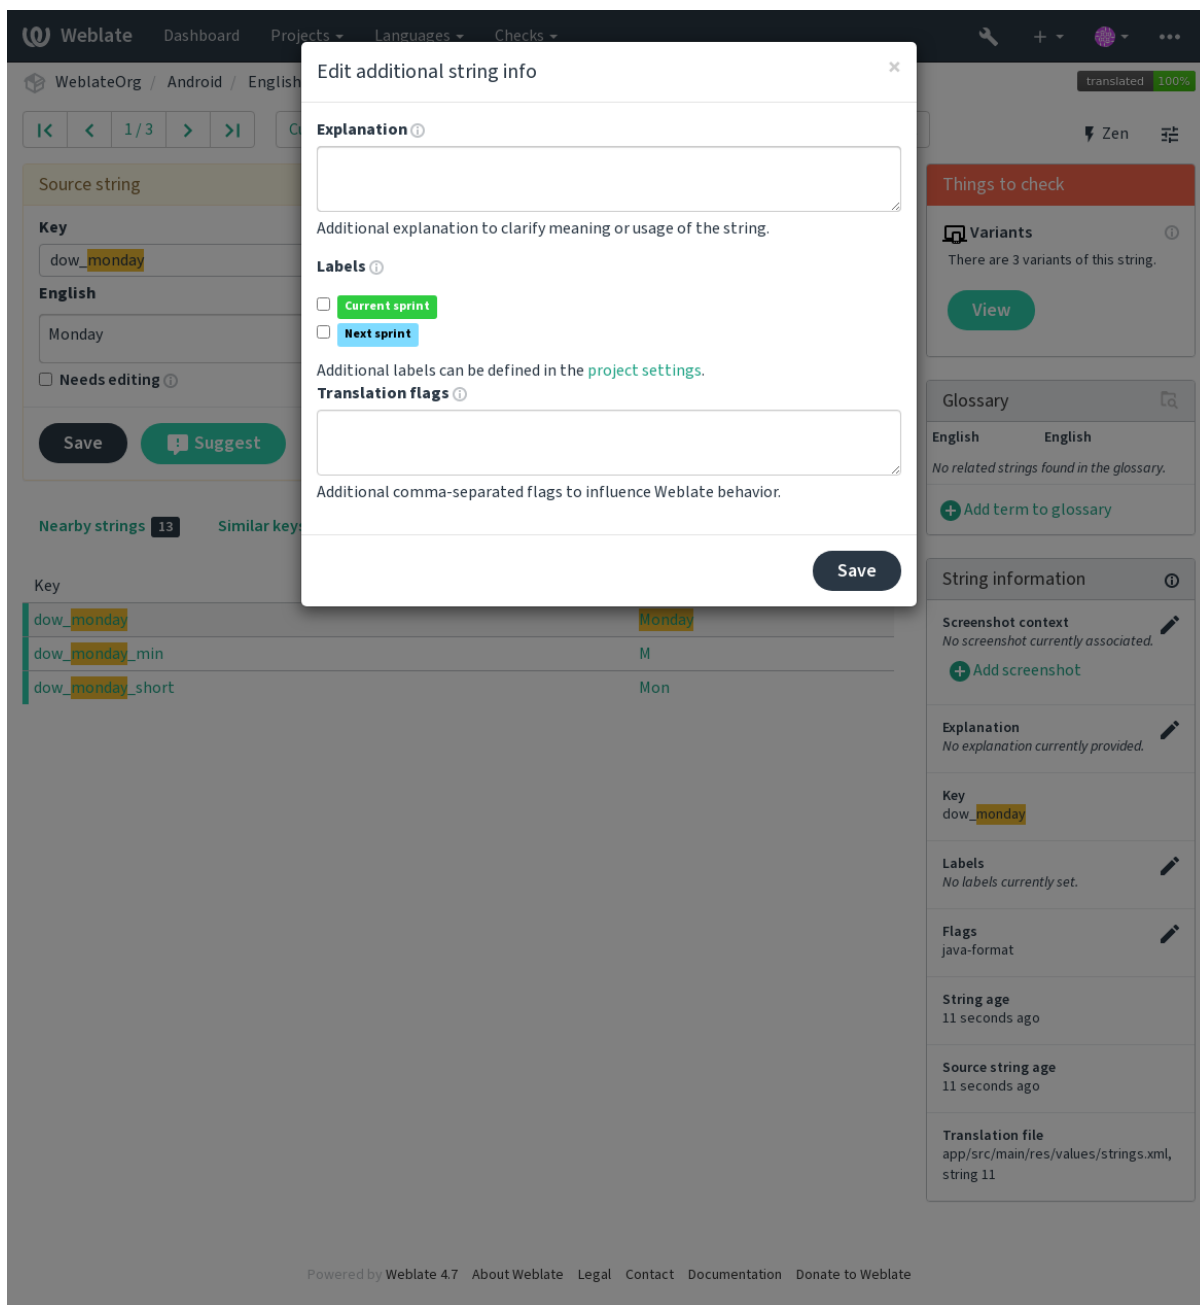 Weblate Dashboard Projects Languages Checks
WeblateOrg / Android / English
translated 100%
1 / 3
Zen
Edit additional string info
×
Explanation
Additional explanation to clarify meaning or usage of the string.
Labels
Current sprint
Next sprint
Additional labels can be defined in the project settings.
Translation flags
Additional comma-separated flags to influence Weblate behavior.
Save
Source string
Key
dow_monday
English
Monday
Needs editing
Save Suggest
Nearby strings 13 Similar keys
Key
dow_monday Monday
dow_monday_min M
dow_monday_short Mon
Things to check
Variants
There are 3 variants of this string.
View
Glossary
English English
No related strings found in the glossary.
Add term to glossary
String information
Screenshot context
No screenshot currently associated.
Add screenshot
Explanation
No explanation currently provided.
Key
dow_monday
Labels
No labels currently set.
Flags
java-format
String age
11 seconds ago
Source string age
11 seconds ago
Translation file
app/src/main/res/values/strings.xml,
string 11
Powered by Weblate 4.7 About Weblate Legal Contact Documentation Donate to Weblate